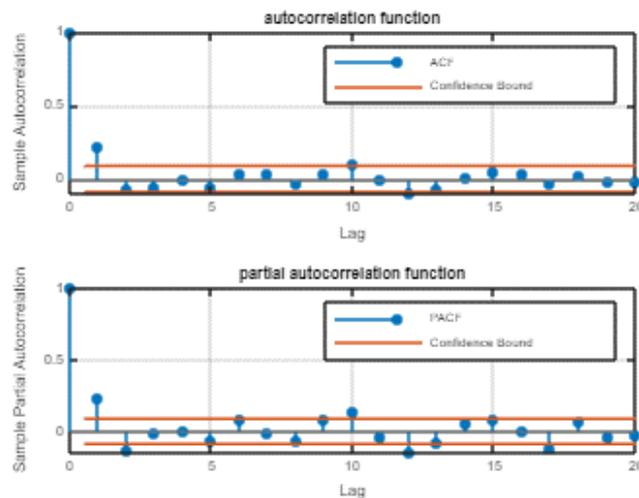 autocorrelation function
Sample Autocorrelation
1
0.5
0
ACF
Confidence Bound
0 5 10 15 20
Lag
partial autocorrelation function
Sample Partial Autocorrelation
1
0.5
0
PACF
Confidence Bound
0 5 10 15 20
Lag